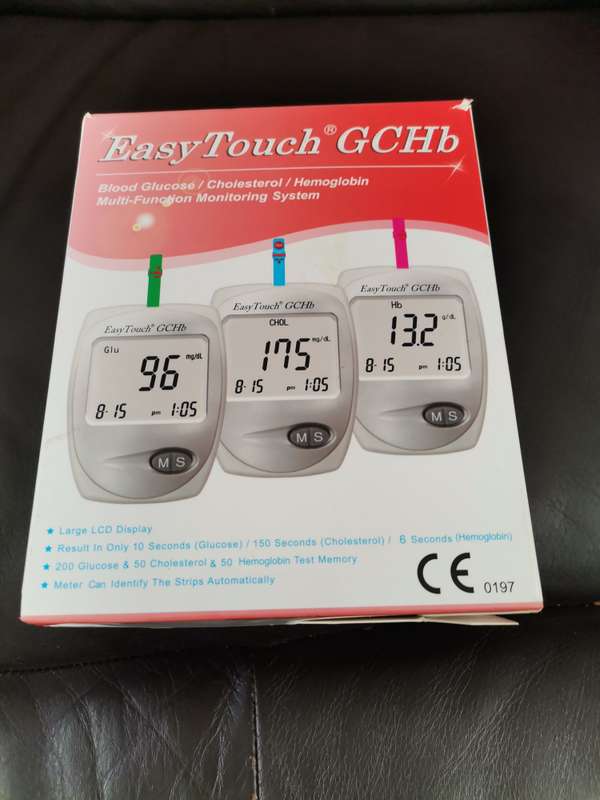 EasyTouch® GCHb
Blood Glucose / Cholesterol / Hemoglobin
Multi-Function Monitoring System
EasyTouch® GCHb
Glu
96 mg/dL
8-15 pm 1:05
M S
EasyTouch® GCHb
CHOL
175 mg/dL
8-15 pm 1:05
M S
EasyTouch® GCHb
Hb
13.2 g/dL
8-15 pm 1:05
M S
★ Large LCD Display
★ Result In Only 10 Seconds (Glucose) / 150 Seconds (Cholesterol) / 6 Seconds (Hemoglobin)
★ 200 Glucose & 50 Cholesterol & 50 Hemoglobin Test Memory
★ Meter Can Identify The Strips Automatically
CE 0197